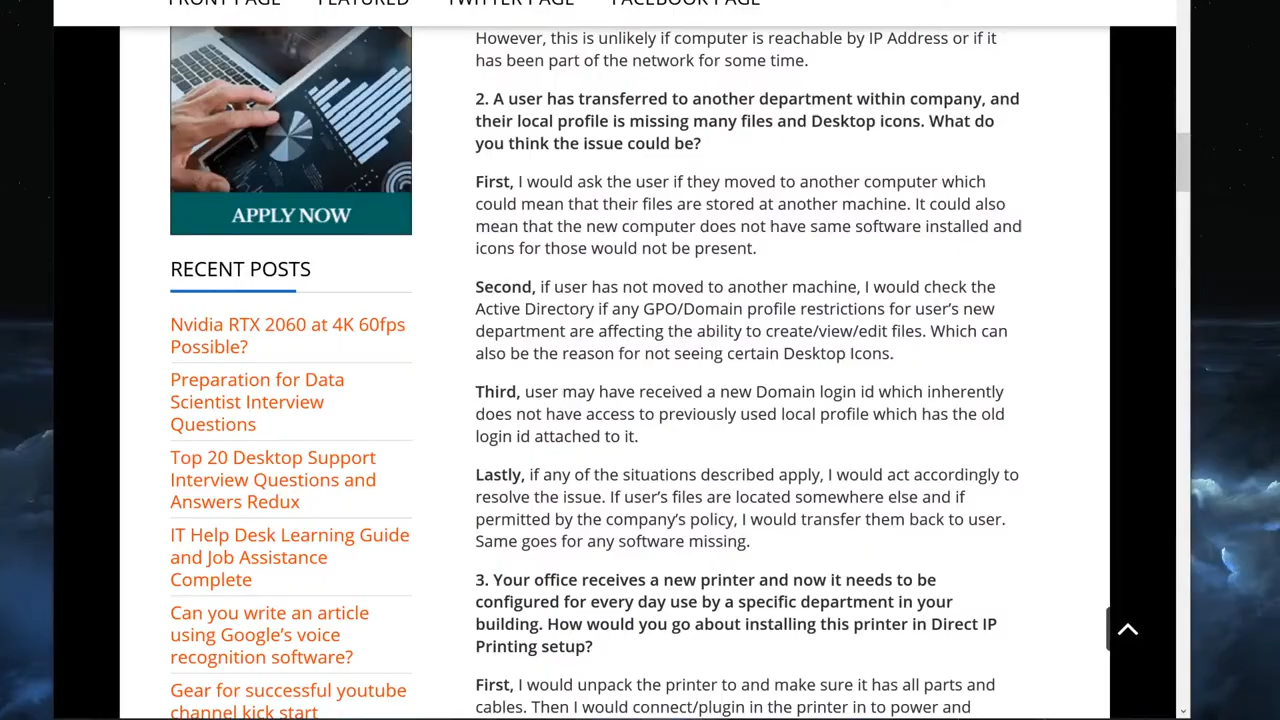 FRONT PAGE FEATURED TWITTER PAGE FACEBOOK PAGE
APPLY NOW
RECENT POSTS
Nvidia RTX 2060 at 4K 60fps
Possible?
Preparation for Data
Scientist Interview
Questions
Top 20 Desktop Support
Interview Questions and
Answers Redux
IT Help Desk Learning Guide
and Job Assistance
Complete
Can you write an article
using Google’s voice
recognition software?
Gear for successful youtube
channel kick start
However, this is unlikely if computer is reachable by IP Address or if it
has been part of the network for some time.
2. A user has transferred to another department within company, and
their local profile is missing many files and Desktop icons. What do
you think the issue could be?
First, I would ask the user if they moved to another computer which
could mean that their files are stored at another machine. It could also
mean that the new computer does not have same software installed and
icons for those would not be present.
Second, if user has not moved to another machine, I would check the
Active Directory if any GPO/Domain profile restrictions for user’s new
department are affecting the ability to create/view/edit files. Which can
also be the reason for not seeing certain Desktop Icons.
Third, user may have received a new Domain login id which inherently
does not have access to previously used local profile which has the old
login id attached to it.
Lastly, if any of the situations described apply, I would act accordingly to
resolve the issue. If user’s files are located somewhere else and if
permitted by the company’s policy, I would transfer them back to user.
Same goes for any software missing.
3. Your office receives a new printer and now it needs to be
configured for every day use by a specific department in your
building. How would you go about installing this printer in Direct IP
Printing setup?
First, I would unpack the printer to and make sure it has all parts and
cables. Then I would connect/plugin in the printer in to power and